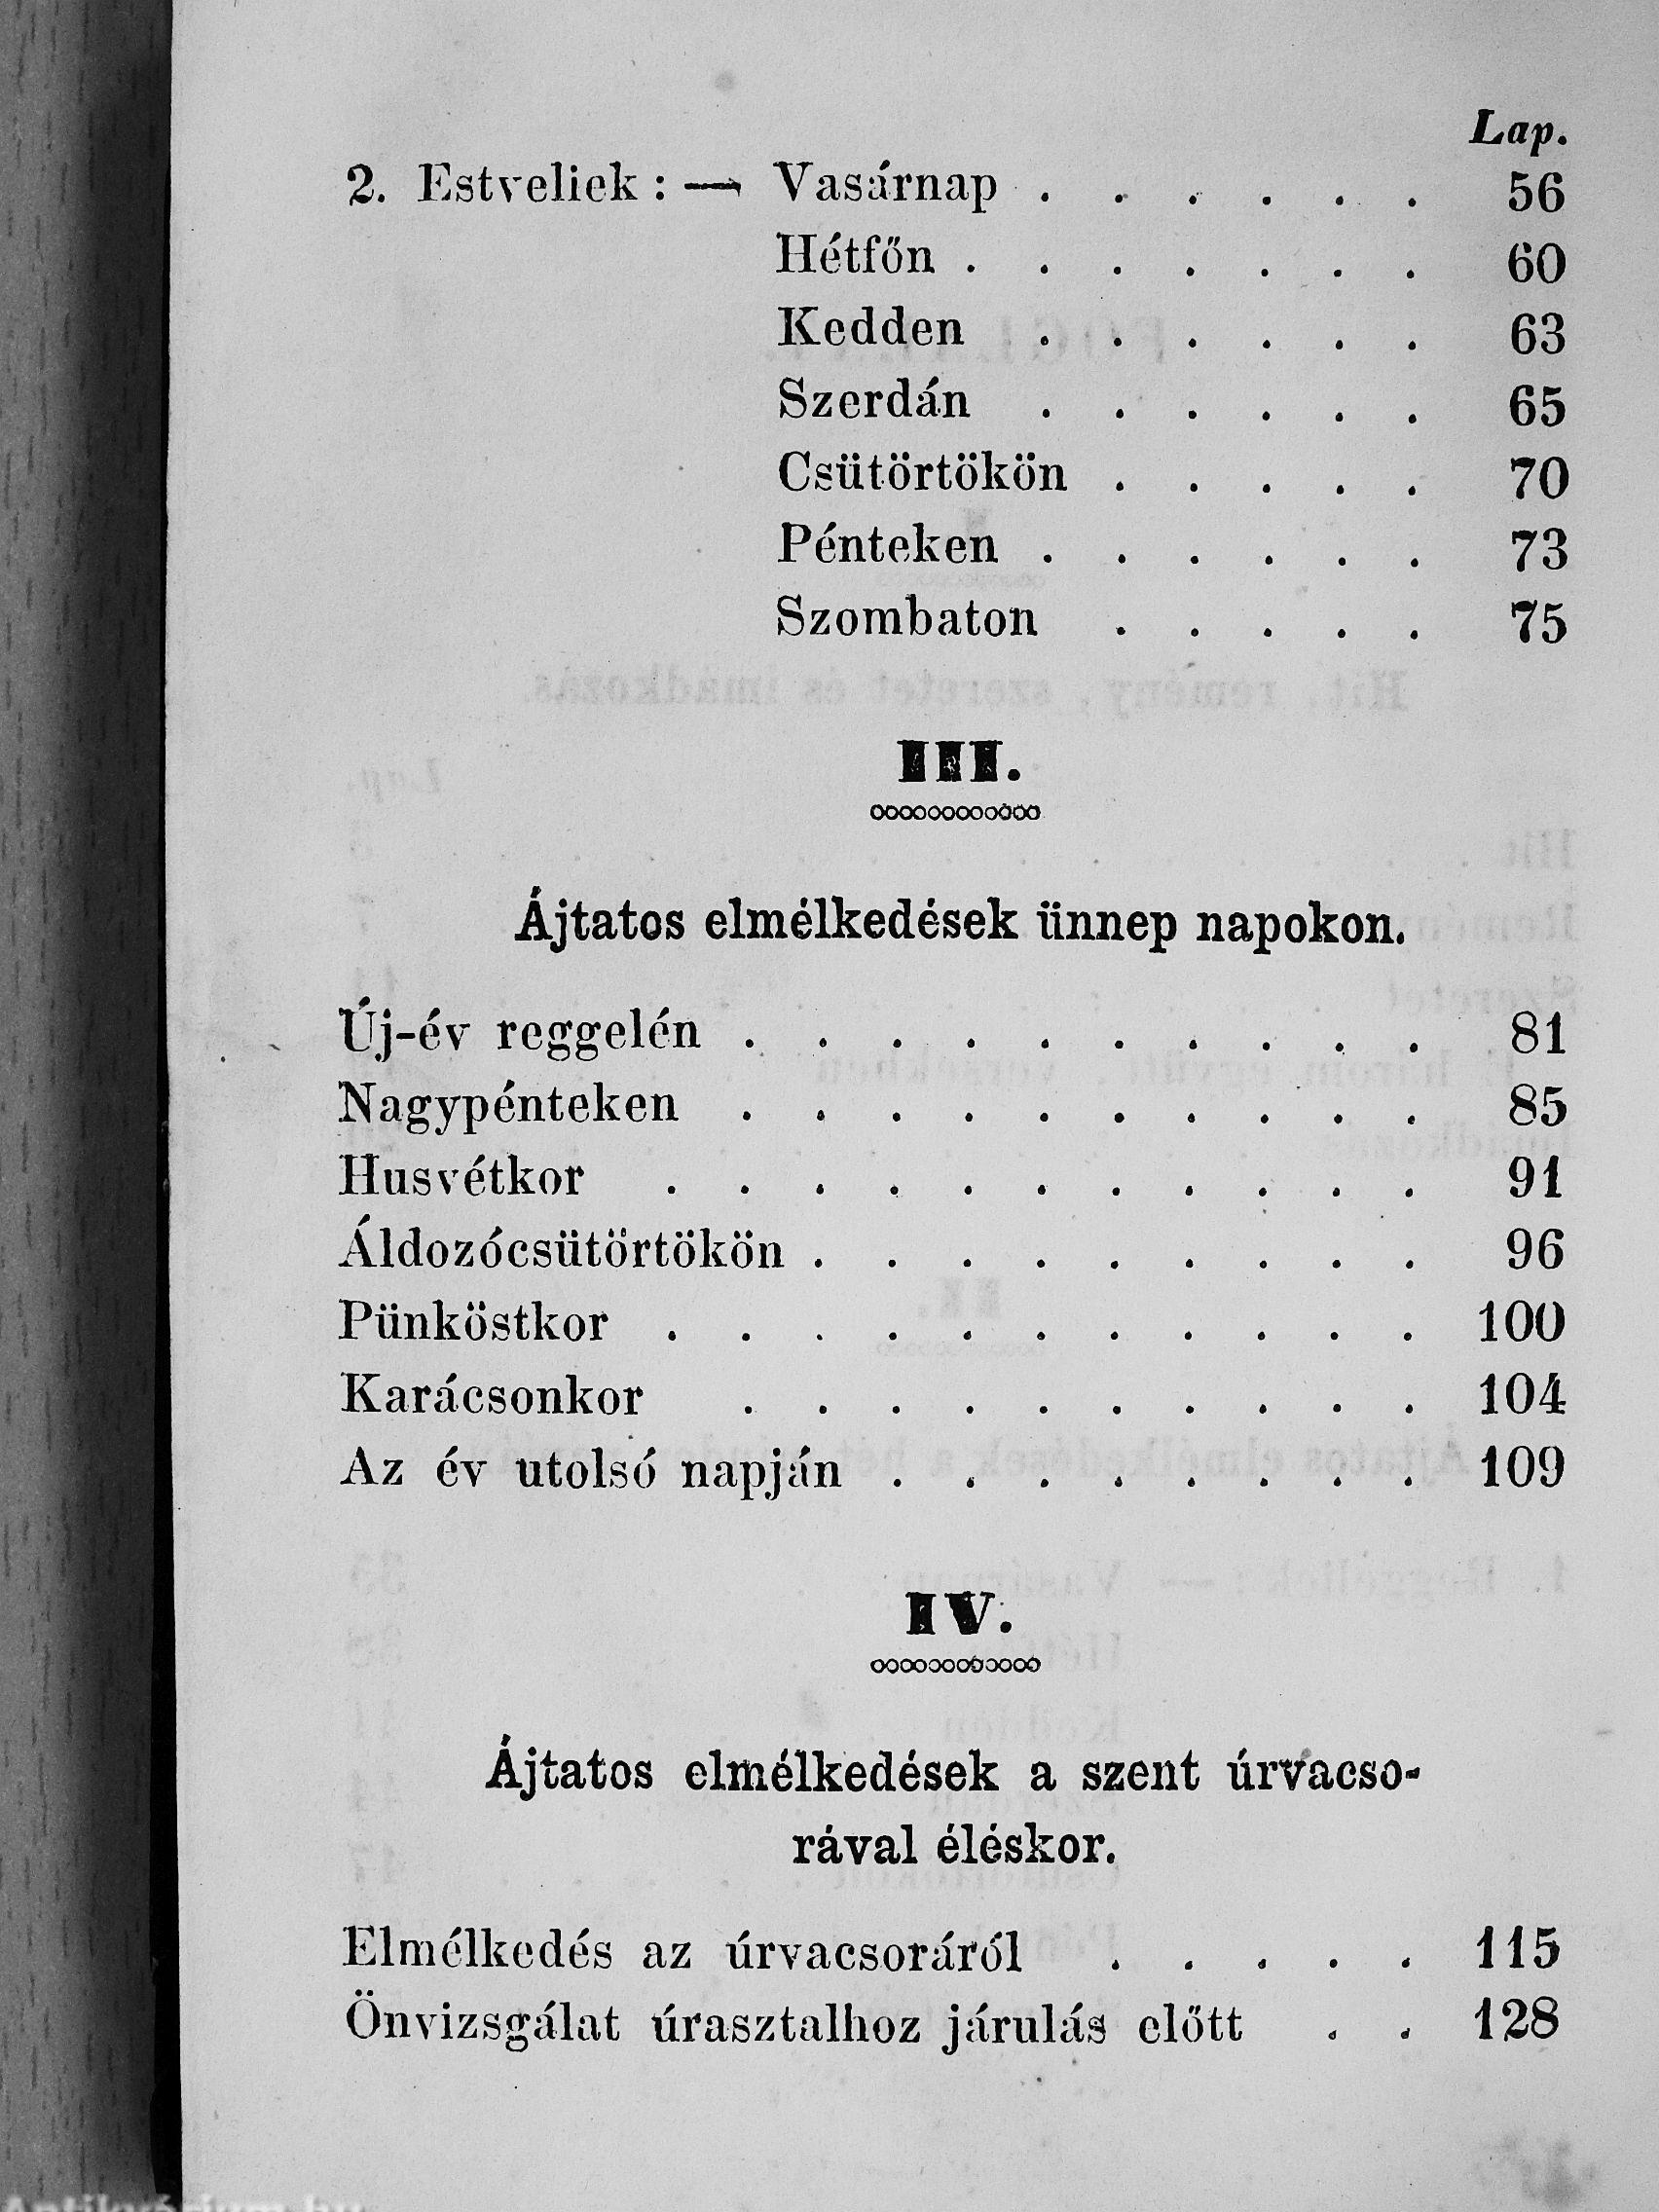 Lap.
2. Estveliek : — Vasárnap . . . . . . 56
Hétfőn . . . . . . . 60
Kedden . . . . . . 63
Szerdán . . . . . . 65
Csütörtökön . . . . . 70
Pénteken . . . . . . 73
Szombaton . . . . . 75
III.
Ájtatos elmélkedések ünnep napokon.
Új-év reggelén . . . . . . . . . . 81
Nagypénteken . . . . . . . . . . 85
Husvétkor . . . . . . . . . . . 91
Áldozócsütörtökön . . . . . . . . . 96
Pünköstkor . . . . . . . . . . . 100
Karácsonkor . . . . . . . . . . 104
Az év utolsó napján . . . . . . . . 109
IV.
Ájtatos elmélkedések a szent úrvacso-
rával éléskor.
Elmélkedés az úrvacsoráról . . . . . 115
Önvizsgálat úrasztalhoz járulás előtt . . 128